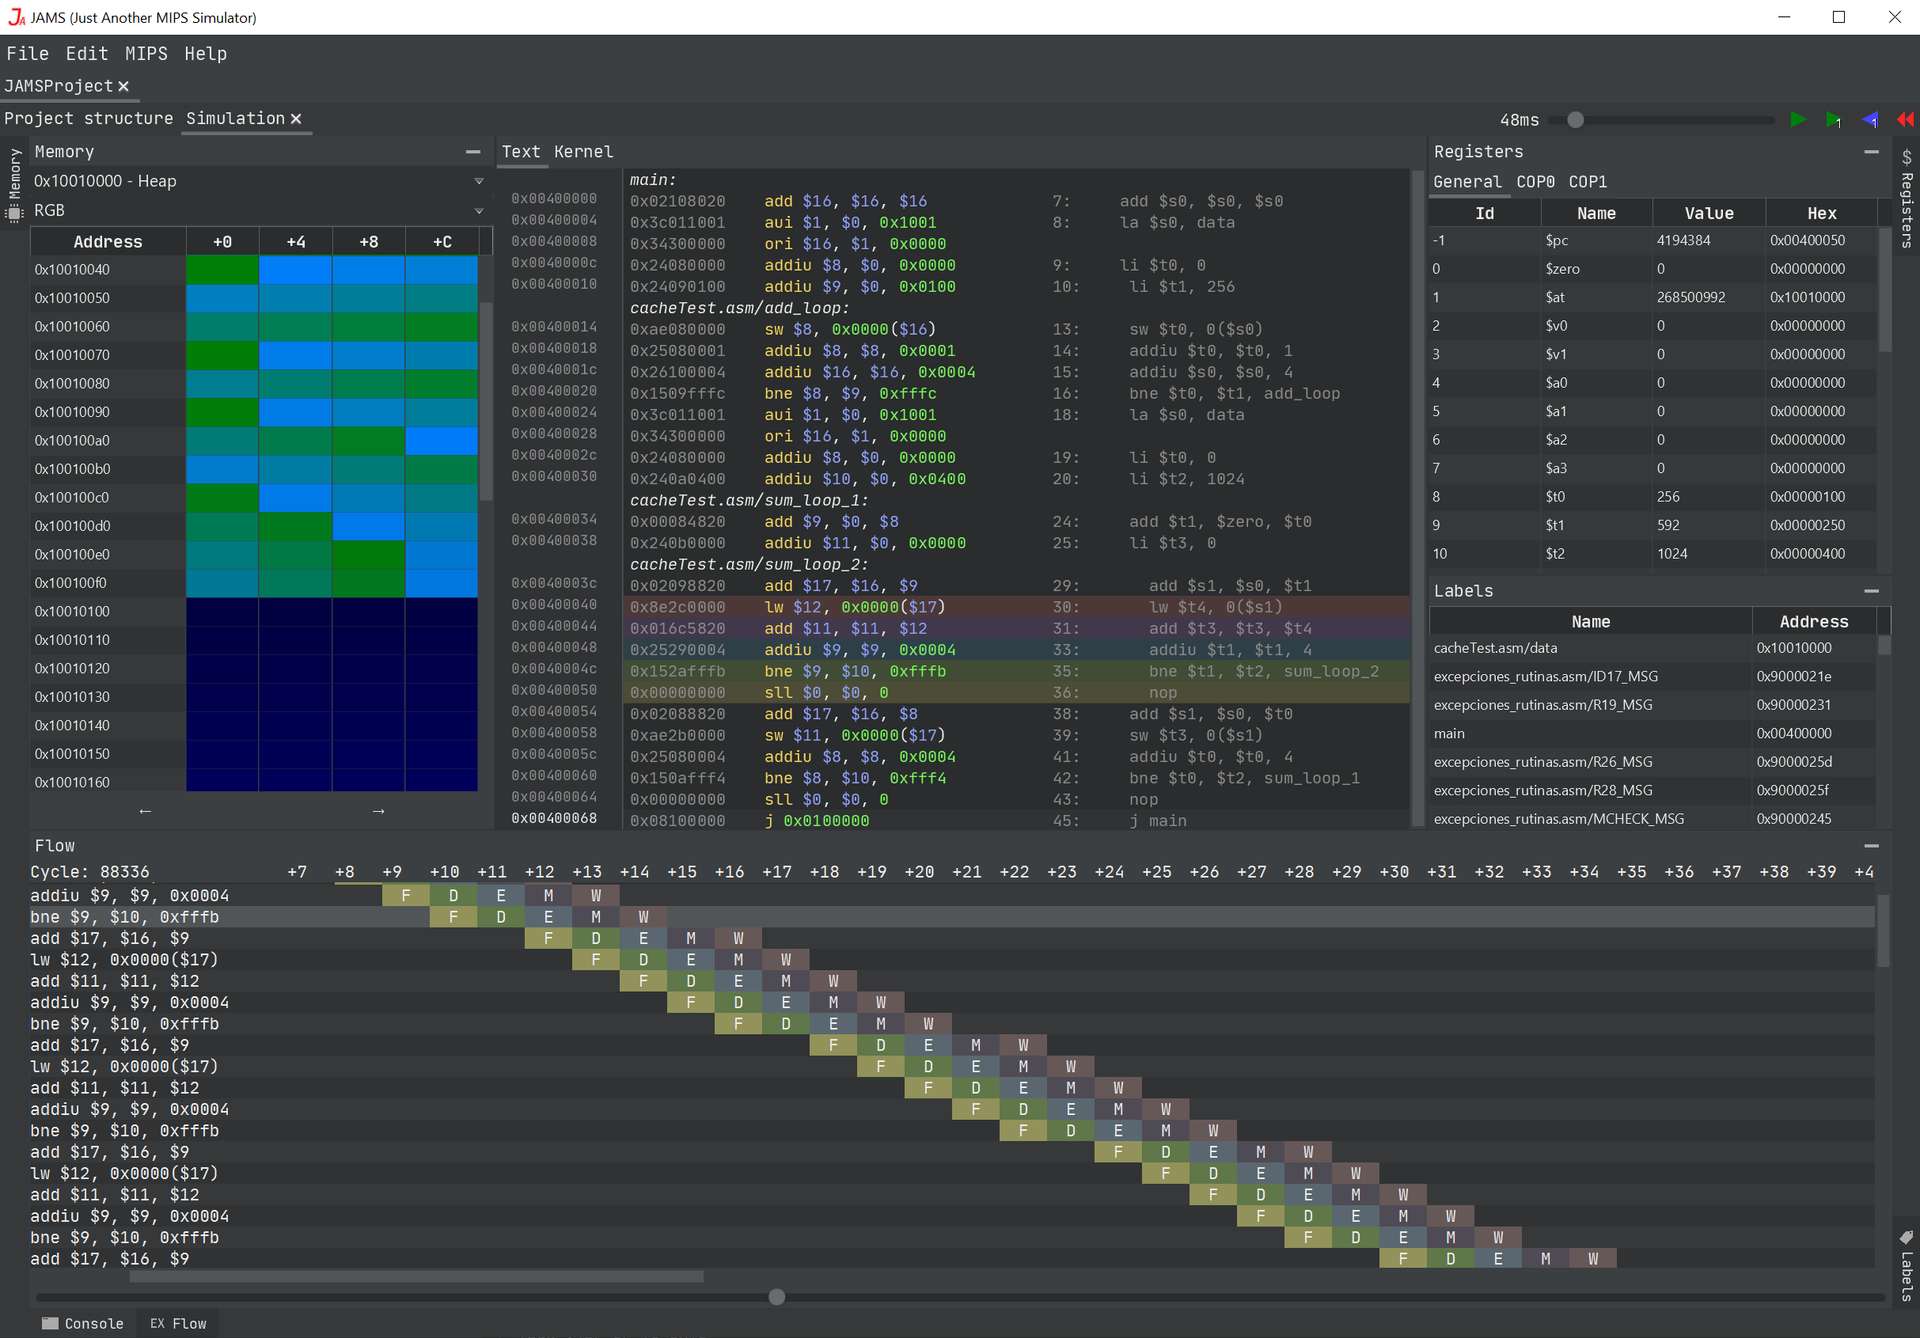 JAMS (Just Another MIPS Simulator)
File Edit MIPS Help
JAMSProject
Project structure Simulation 48ms
Memory
Memory
0x10010000 - Heap
RGB
Address +0 +4 +8 +C
0x10010040
0x10010050
0x10010060
0x10010070
0x10010080
0x10010090
0x100100a0
0x100100b0
0x100100c0
0x100100d0
0x100100e0
0x100100f0
0x10010100
0x10010110
0x10010120
0x10010130
0x10010140
0x10010150
0x10010160
← →
Text Kernel
main:
0x00400000 0x02108020 add $16, $16, $16 7: add $s0, $s0, $s0
0x00400004 0x3c011001 aui $1, $0, 0x1001 8: la $s0, data
0x00400008 0x34300000 ori $16, $1, 0x0000
0x0040000c 0x24080000 addiu $8, $0, 0x0000 9: li $t0, 0
0x00400010 0x24090100 addiu $9, $0, 0x0100 10: li $t1, 256
cacheTest.asm/add_loop:
0x00400014 0xae080000 sw $8, 0x0000($16) 13: sw $t0, 0($s0)
0x00400018 0x25080001 addiu $8, $8, 0x0001 14: addiu $t0, $t0, 1
0x0040001c 0x26100004 addiu $16, $16, 0x0004 15: addiu $s0, $s0, 4
0x00400020 0x1509fffc bne $8, $9, 0xfffc 16: bne $t0, $t1, add_loop
0x00400024 0x3c011001 aui $1, $0, 0x1001 18: la $s0, data
0x00400028 0x34300000 ori $16, $1, 0x0000
0x0040002c 0x24080000 addiu $8, $0, 0x0000 19: li $t0, 0
0x00400030 0x240a0400 addiu $10, $0, 0x0400 20: li $t2, 1024
cacheTest.asm/sum_loop_1:
0x00400034 0x00084820 add $9, $0, $8 24: add $t1, $zero, $t0
0x00400038 0x240b0000 addiu $11, $0, 0x0000 25: li $t3, 0
cacheTest.asm/sum_loop_2:
0x0040003c 0x02098820 add $17, $16, $9 29: add $s1, $s0, $t1
0x00400040 0x8e2c0000 lw $12, 0x0000($17) 30: lw $t4, 0($s1)
0x00400044 0x016c5820 add $11, $11, $12 31: add $t3, $t3, $t4
0x00400048 0x25290004 addiu $9, $9, 0x0004 33: addiu $t1, $t1, 4
0x0040004c 0x152afffb bne $9, $10, 0xfffb 35: bne $t1, $t2, sum_loop_2
0x00400050 0x00000000 sll $0, $0, 0 36: nop
0x00400054 0x02088820 add $17, $16, $8 38: add $s1, $s0, $t0
0x00400058 0xae2b0000 sw $11, 0x0000($17) 39: sw $t3, 0($s1)
0x0040005c 0x25080004 addiu $8, $8, 0x0004 41: addiu $t0, $t0, 4
0x00400060 0x150afff4 bne $8, $10, 0xfff4 42: bne $t0, $t2, sum_loop_1
0x00400064 0x00000000 sll $0, $0, 0 43: nop
0x00400068 0x08100000 j 0x0100000 45: j main
Registers
General COP0 COP1
Id Name Value Hex
-1 $pc 4194384 0x00400050
0 $zero 0 0x00000000
1 $at 268500992 0x10010000
2 $v0 0 0x00000000
3 $v1 0 0x00000000
4 $a0 0 0x00000000
5 $a1 0 0x00000000
6 $a2 0 0x00000000
7 $a3 0 0x00000000
8 $t0 256 0x00000100
9 $t1 592 0x00000250
10 $t2 1024 0x00000400
$ Registers
Labels
Name Address
cacheTest.asm/data 0x10010000
excepciones_rutinas.asm/ID17_MSG 0x9000021e
excepciones_rutinas.asm/R19_MSG 0x90000231
main 0x00400000
excepciones_rutinas.asm/R26_MSG 0x9000025d
excepciones_rutinas.asm/R28_MSG 0x9000025f
excepciones_rutinas.asm/MCHECK_MSG 0x90000245
Flow
Cycle: 88336 +7 +8 +9 +10 +11 +12 +13 +14 +15 +16 +17 +18 +19 +20 +21 +22 +23 +24 +25 +26 +27 +28 +29 +30 +31 +32 +33 +34 +35 +36 +37 +38 +39 +4
addiu $9, $9, 0x0004 F D E M W
bne $9, $10, 0xfffb F D E M W
add $17, $16, $9 F D E M W
lw $12, 0x0000($17) F D E M W
add $11, $11, $12 F D E M W
addiu $9, $9, 0x0004 F D E M W
bne $9, $10, 0xfffb F D E M W
add $17, $16, $9 F D E M W
lw $12, 0x0000($17) F D E M W
add $11, $11, $12 F D E M W
addiu $9, $9, 0x0004 F D E M W
bne $9, $10, 0xfffb F D E M W
add $17, $16, $9 F D E M W
lw $12, 0x0000($17) F D E M W
add $11, $11, $12 F D E M W
addiu $9, $9, 0x0004 F D E M W
bne $9, $10, 0xfffb F D E M W
add $17, $16, $9 F D E M W
Labels
Console EX Flow